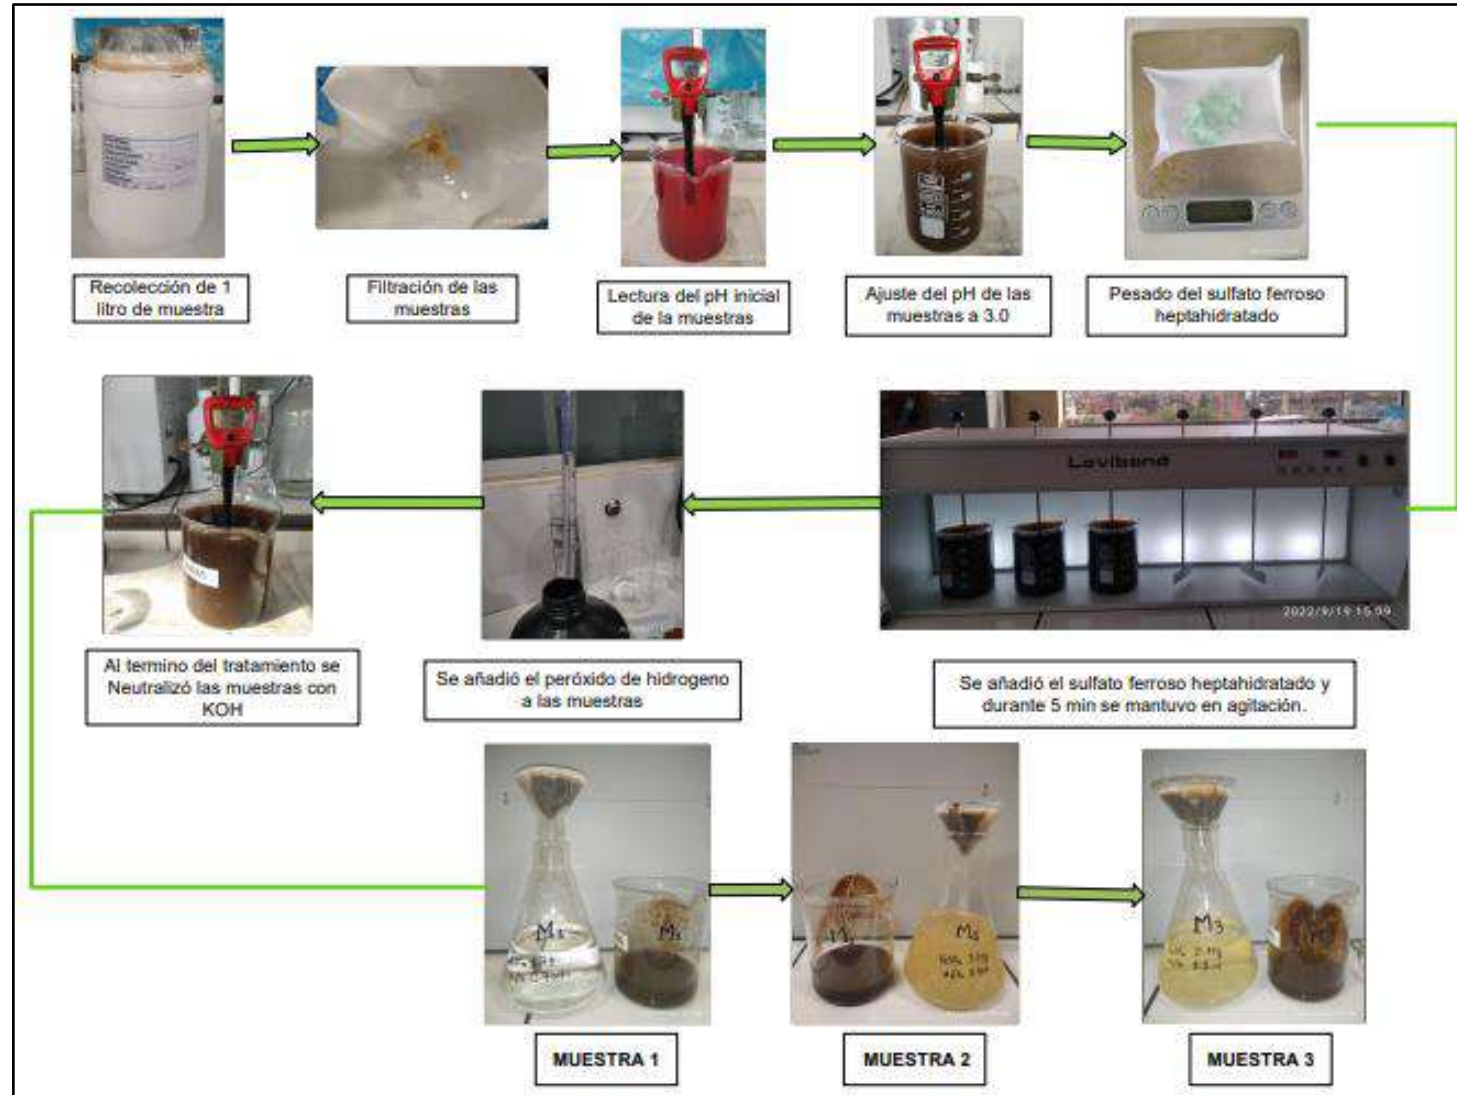 Recolección de 1
litro de muestra
Filtración de las
muestras
Lectura del pH inicial
de la muestras
Ajuste del pH de las
muestras a 3.0
Pesado del sulfato ferroso
heptahidratado
Lovibond
2022/9/19 15:09
Al termino del tratamiento se
Neutralizó las muestras con
KOH
Se añadió el peróxido de hidrogeno
a las muestras
Se añadió el sulfato ferroso heptahidratado y
durante 5 min se mantuvo en agitación.
M1
M1
M3
MUESTRA 1
MUESTRA 2
MUESTRA 3